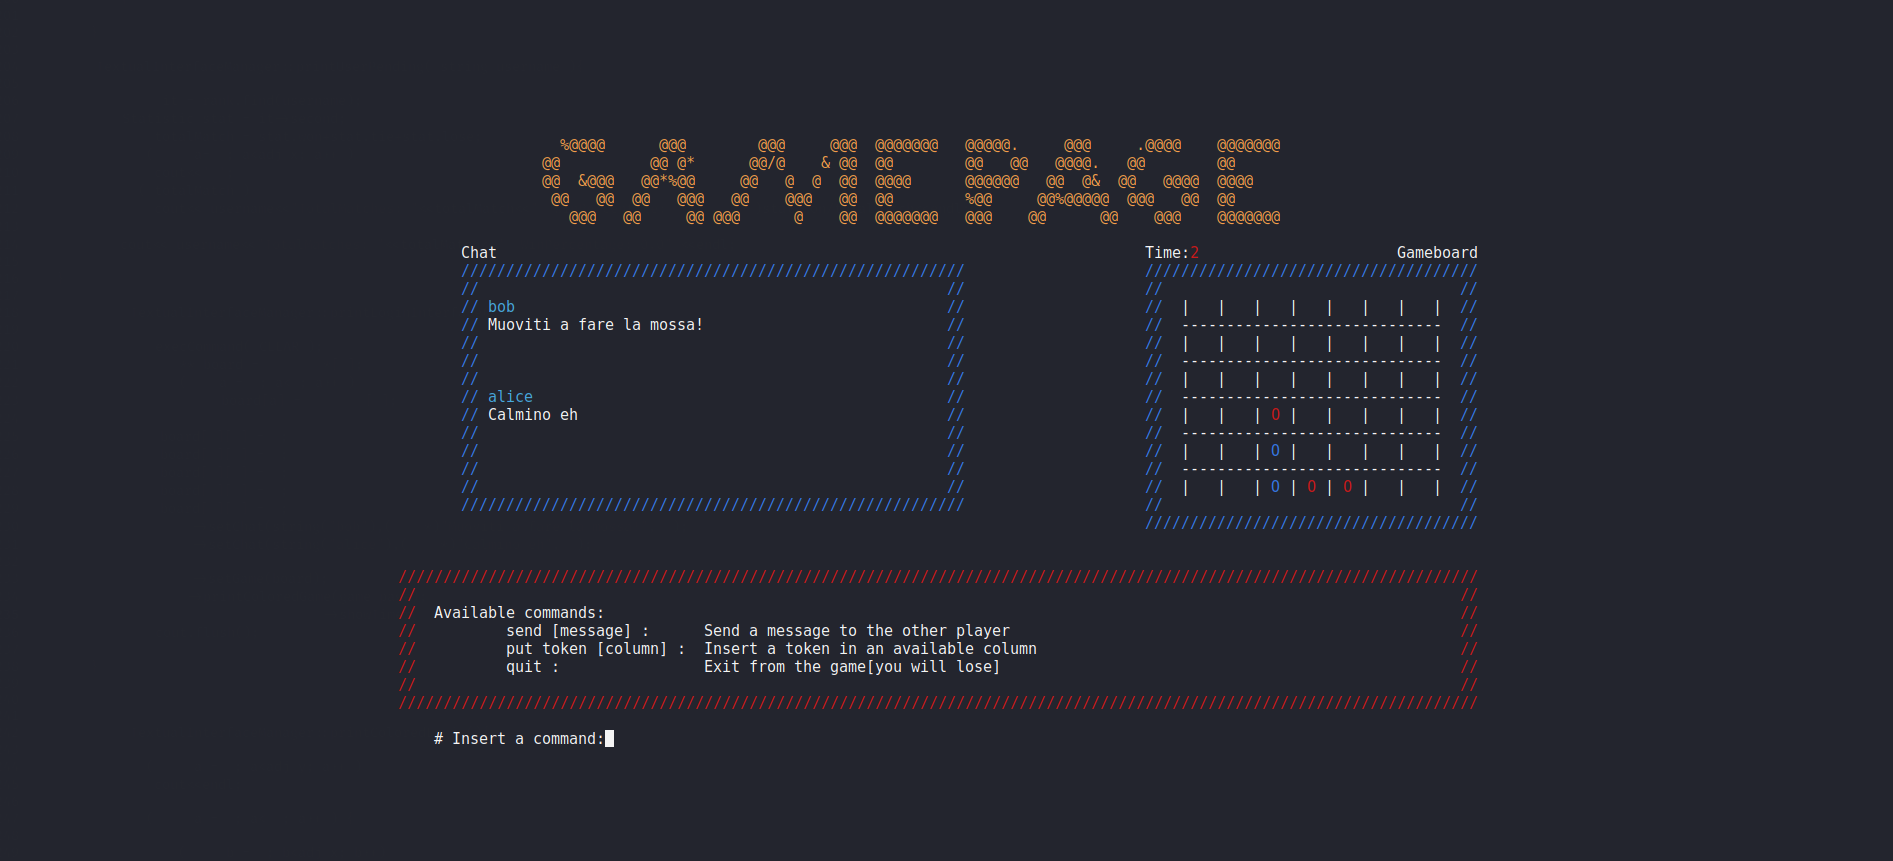 GAME PAGE
Chat
bob
Muoviti a fare la mossa!
alice
Calmino eh
Time:2 Gameboard
| | | | | | | |
-----------------------------
| | | | | | | |
-----------------------------
| | | | | | | |
-----------------------------
| | | O | | | | |
-----------------------------
| | | O | | | | |
-----------------------------
| | | O | O | O | | |
Available commands:
send [message] : Send a message to the other player
put token [column] : Insert a token in an available column
quit : Exit from the game[you will lose]
# Insert a command: